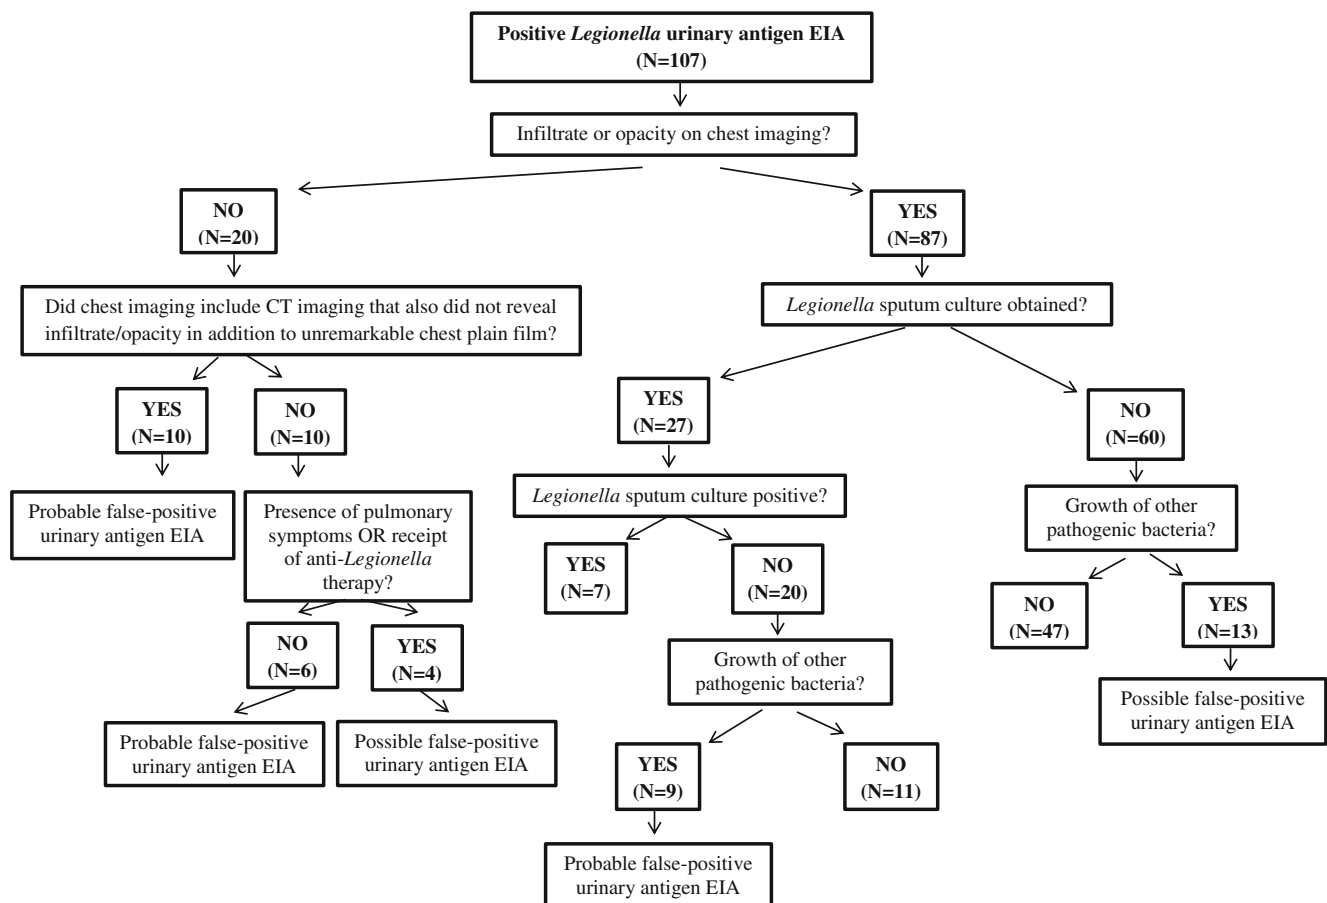 Positive Legionella urinary antigen EIA
(N=107)
Infiltrate or opacity on chest imaging?
NO
(N=20)
YES
(N=87)
Did chest imaging include CT imaging that also did not reveal
infiltrate/opacity in addition to unremarkable chest plain film?
Legionella sputum culture obtained?
YES
(N=10)
NO
(N=10)
YES
(N=27)
NO
(N=60)
Probable false-positive
urinary antigen EIA
Presence of pulmonary
symptoms OR receipt
of anti-Legionella
therapy?
Legionella sputum culture positive?
Growth of other
pathogenic bacteria?
YES
(N=7)
NO
(N=20)
NO
(N=47)
YES
(N=13)
NO
(N=6)
YES
(N=4)
Growth of other
pathogenic bacteria?
Possible false-positive
urinary antigen EIA
Probable false-positive
urinary antigen EIA
Possible false-positive
urinary antigen EIA
YES
(N=9)
NO
(N=11)
Probable false-positive
urinary antigen EIA